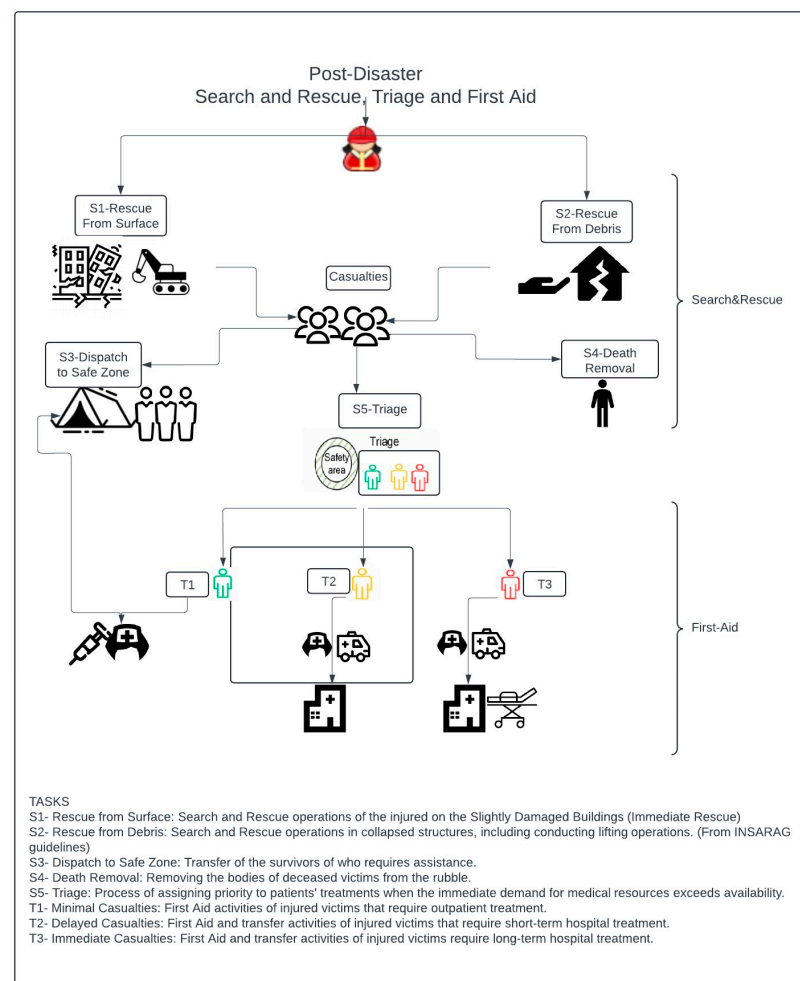 Post-Disaster
Search and Rescue, Triage and First Aid
S1-Rescue
From Surface
S2-Rescue
From Debris
Casualties
Search&Rescue
S3-Dispatch
to Safe Zone
S4-Death
Removal
S5-Triage
Triage
Safety
area
T1
T2
T3
First-Aid
TASKS
S1- Rescue from Surface: Search and Rescue operations of the injured on the Slightly Damaged Buildings (Immediate Rescue)
S2- Rescue from Debris: Search and Rescue operations in collapsed structures, including conducting lifting operations. (From INSARAG
guidelines)
S3- Dispatch to Safe Zone: Transfer of the survivors of who requires assistance.
S4- Death Removal: Removing the bodies of deceased victims from the rubble.
S5- Triage: Process of assigning priority to patients' treatments when the immediate demand for medical resources exceeds availability.
T1- Minimal Casualties: First Aid activities of injured victims that require outpatient treatment.
T2- Delayed Casualties: First Aid and transfer activities of injured victims that require short-term hospital treatment.
T3- Immediate Casualties: First Aid and transfer activities of injured victims require long-term hospital treatment.